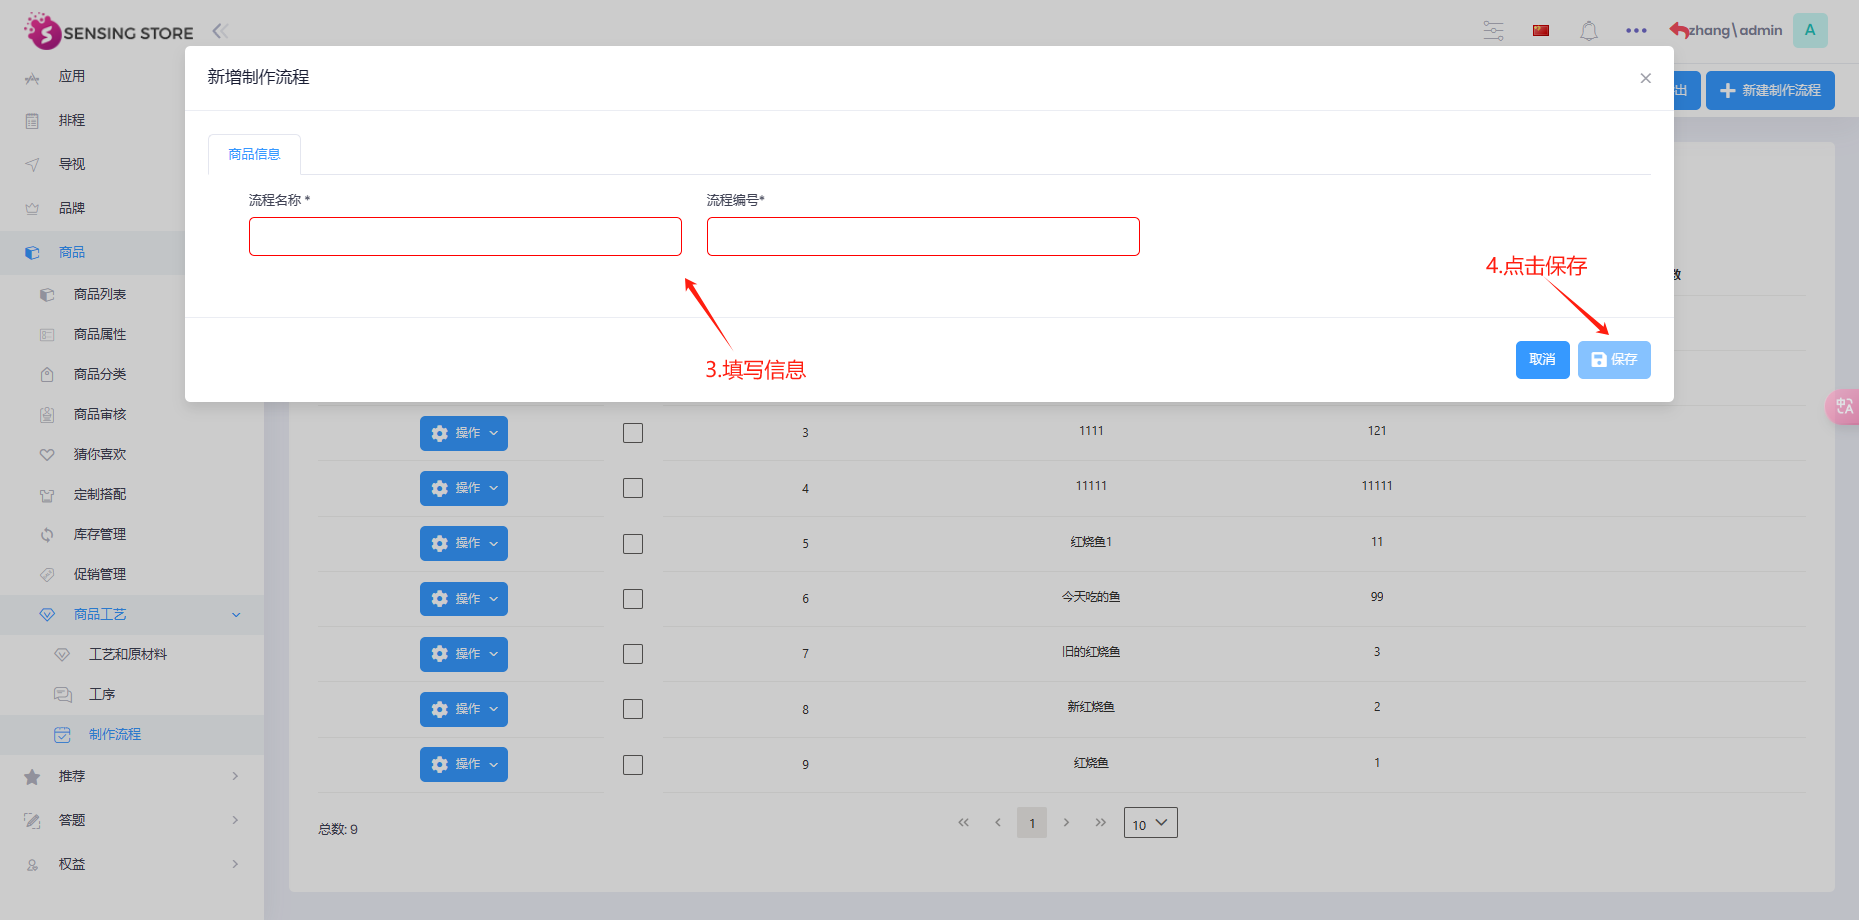 SENSING STORE
zhang\admin
A
应用
排程
导视
品牌
商品
商品列表
商品属性
商品分类
商品审核
猜你喜欢
定制搭配
库存管理
促销管理
商品工艺
工艺和原材料
工序
制作流程
推荐
答题
权益
出
新建制作流程
新增制作流程
商品信息
流程名称 *
流程编号*
3.填写信息
4.点击保存
取消
保存
数
操作 3 1111 121
操作 4 11111 11111
操作 5 红烧鱼1 11
操作 6 今天吃的鱼 99
操作 7 旧的红烧鱼 3
操作 8 新红烧鱼 2
操作 9 红烧鱼 1
总数: 9
1
10
中A